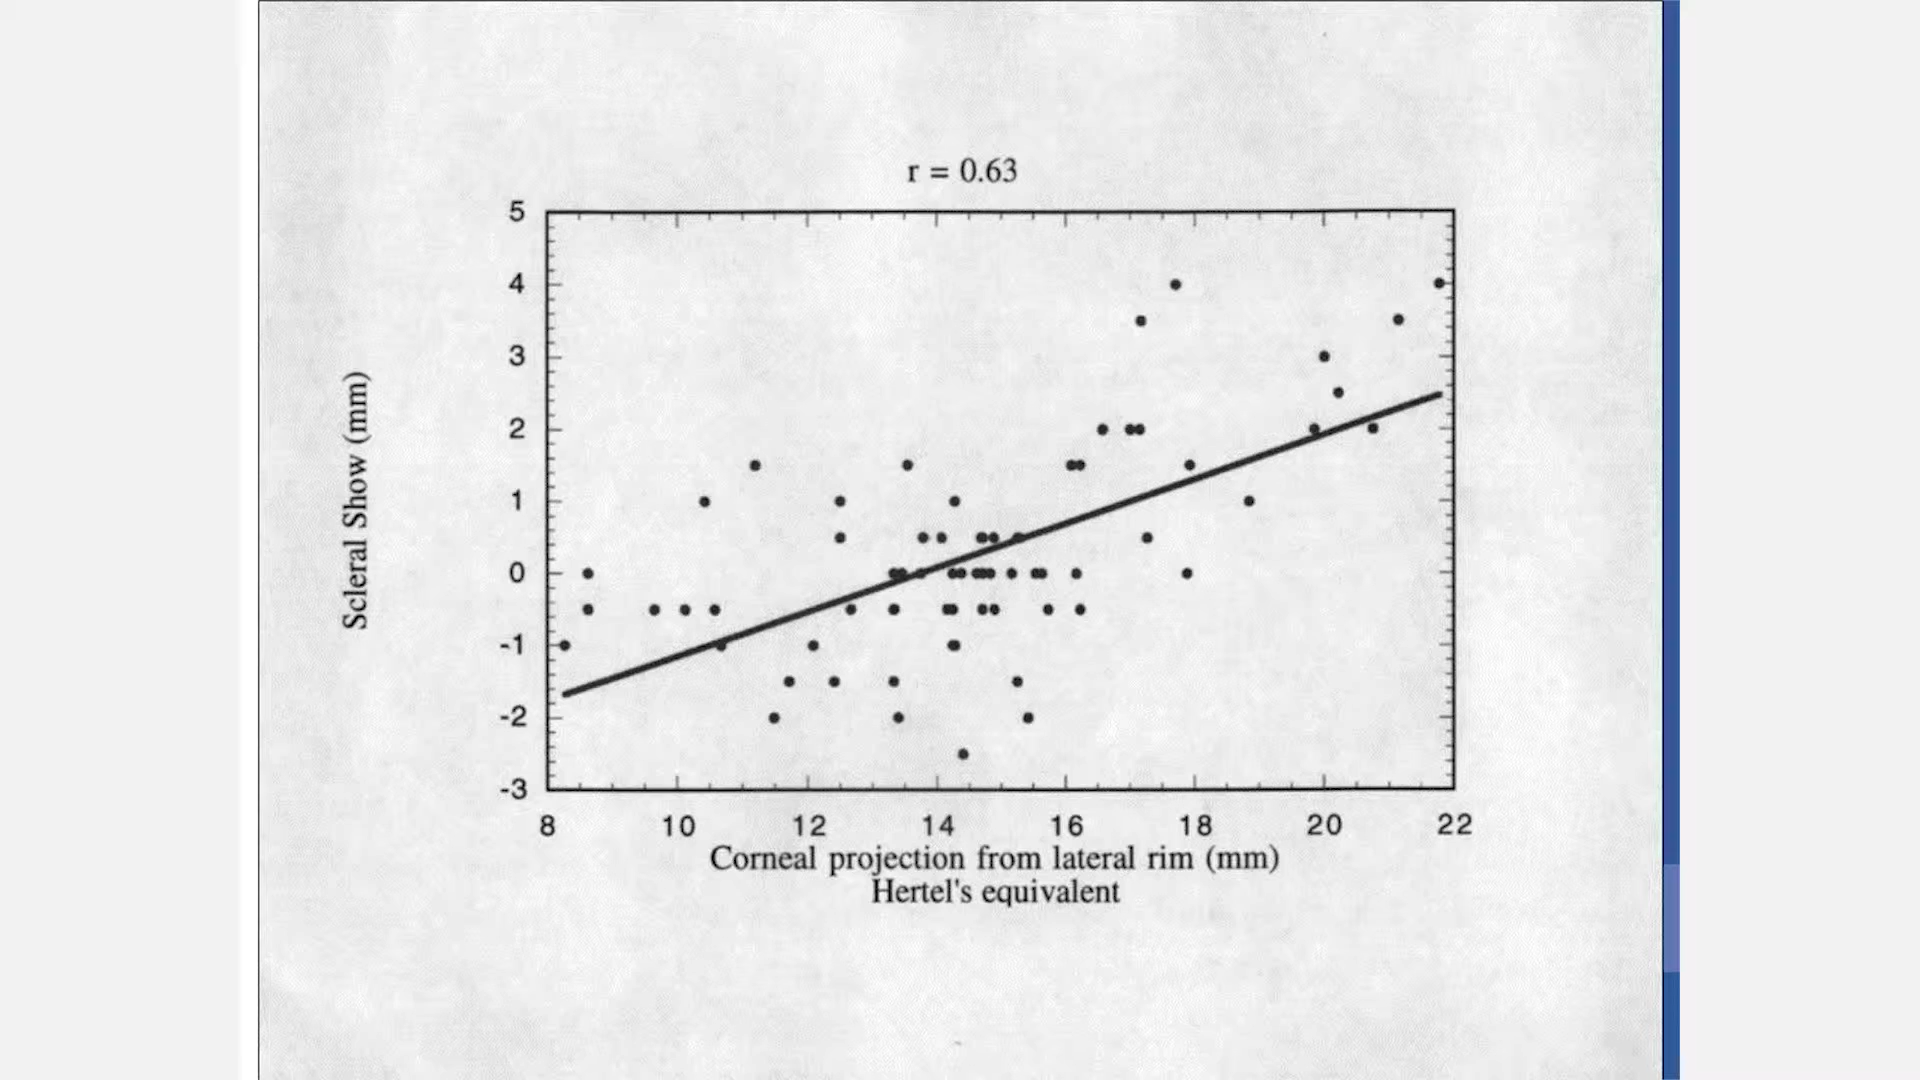 r = 0.63
5
4
3
2
1
0
-1
-2
-3
Scleral Show (mm)
8 10 12 14 16 18 20 22
Corneal projection from lateral rim (mm)
Hertel's equivalent